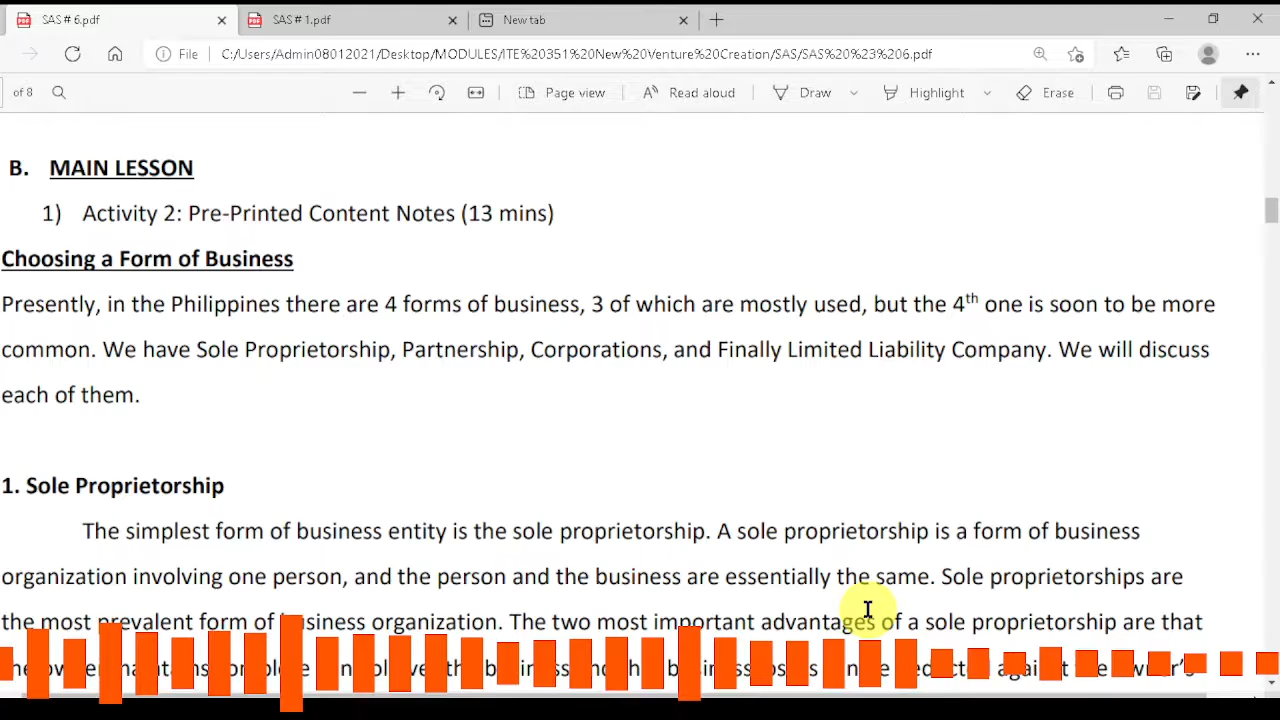 SAS # 6.pdf
SAS # 1.pdf
New tab
File
C:/Users/Admin08012021/Desktop/MODULES/ITE%20351%20New%20Venture%20Creation/SAS/SAS%20%23%206.pdf
of 8
Page view
Read aloud
Draw
Highlight
Erase
B. MAIN LESSON
1) Activity 2: Pre-Printed Content Notes (13 mins)
Choosing a Form of Business
Presently, in the Philippines there are 4 forms of business, 3 of which are mostly used, but the 4th one is soon to be more
common. We have Sole Proprietorship, Partnership, Corporations, and Finally Limited Liability Company. We will discuss
each of them.
1. Sole Proprietorship
The simplest form of business entity is the sole proprietorship. A sole proprietorship is a form of business
organization involving one person, and the person and the business are essentially the same. Sole proprietorships are
the most prevalent form of business organization. The two most important advantages of a sole proprietorship are that